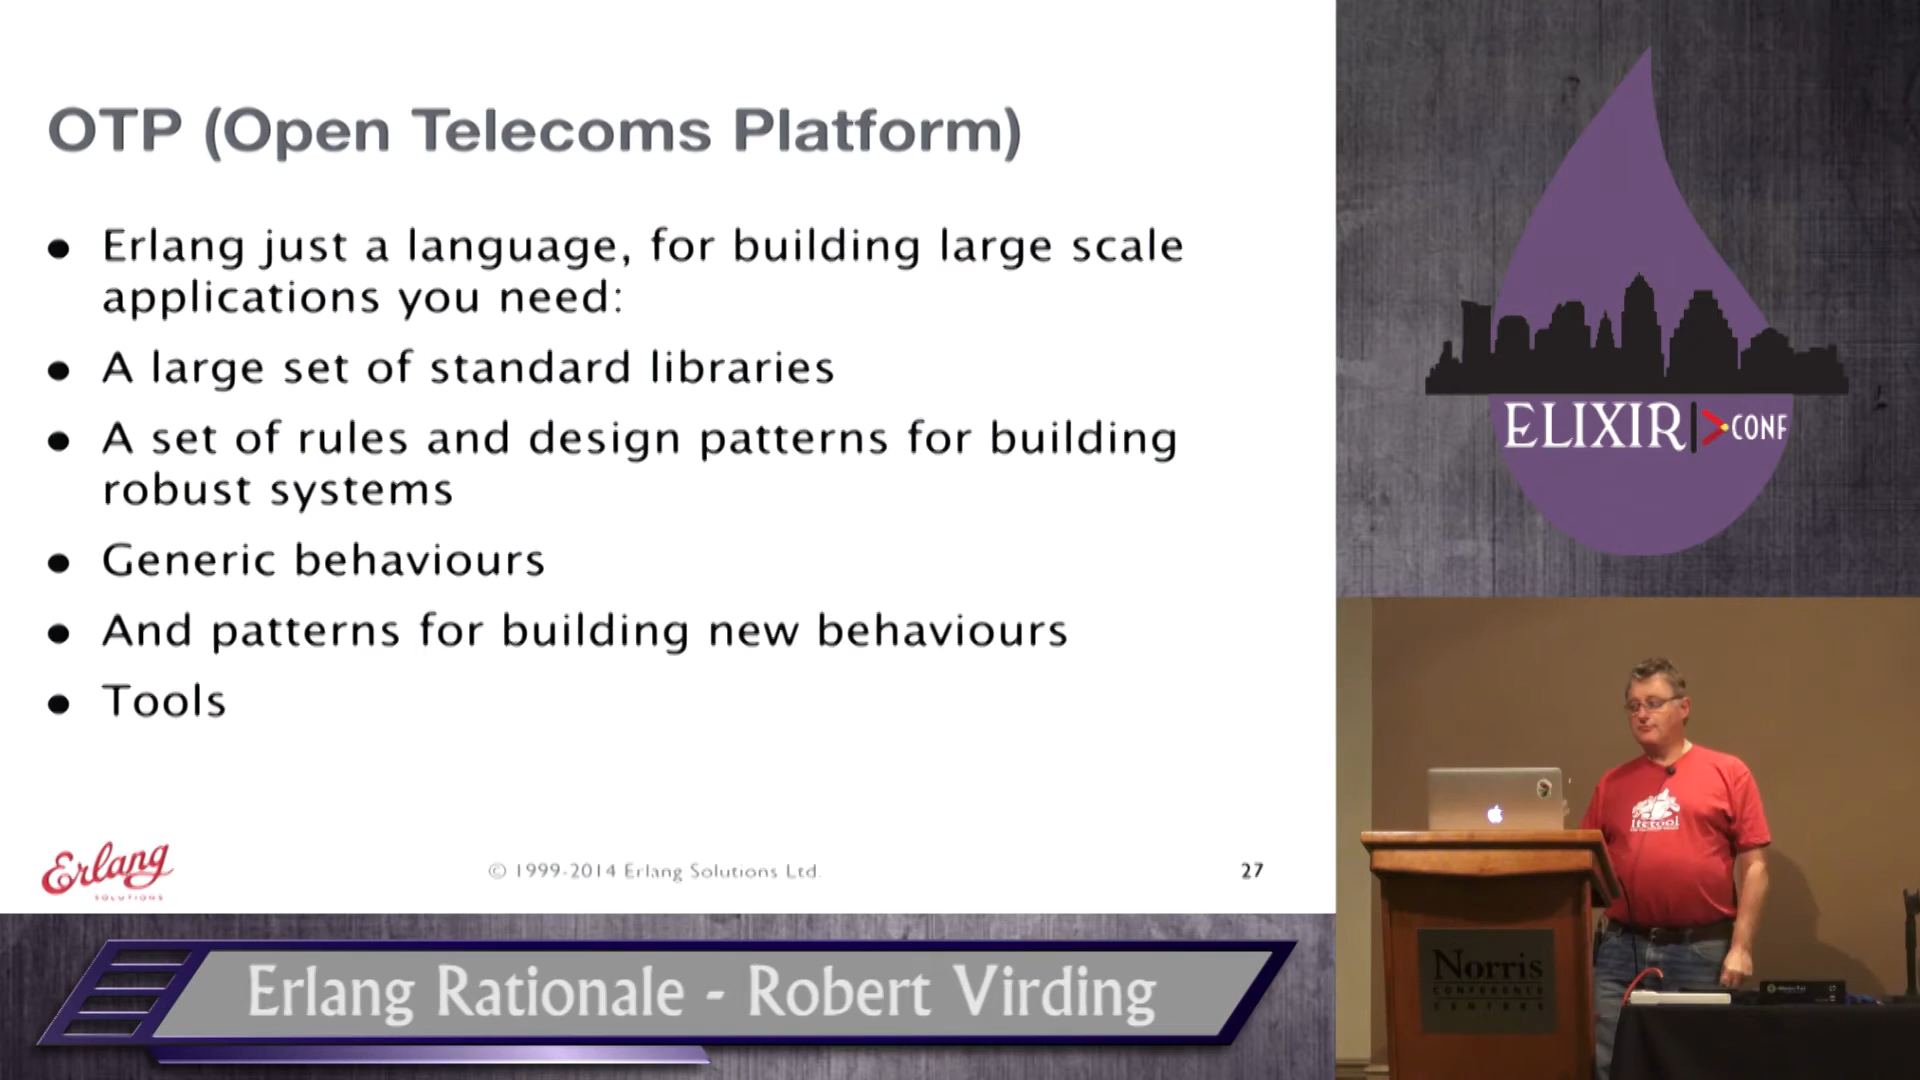 OTP (Open Telecoms Platform)
Erlang just a language, for building large scale
applications you need:
A large set of standard libraries
A set of rules and design patterns for building
robust systems
Generic behaviours
And patterns for building new behaviours
Tools
Erlang
SOLUTIONS
© 1999-2014 Erlang Solutions Ltd.
27
Erlang Rationale - Robert Virding
ELIXIR CONF
Norris
CONFERENCE
CENTERS